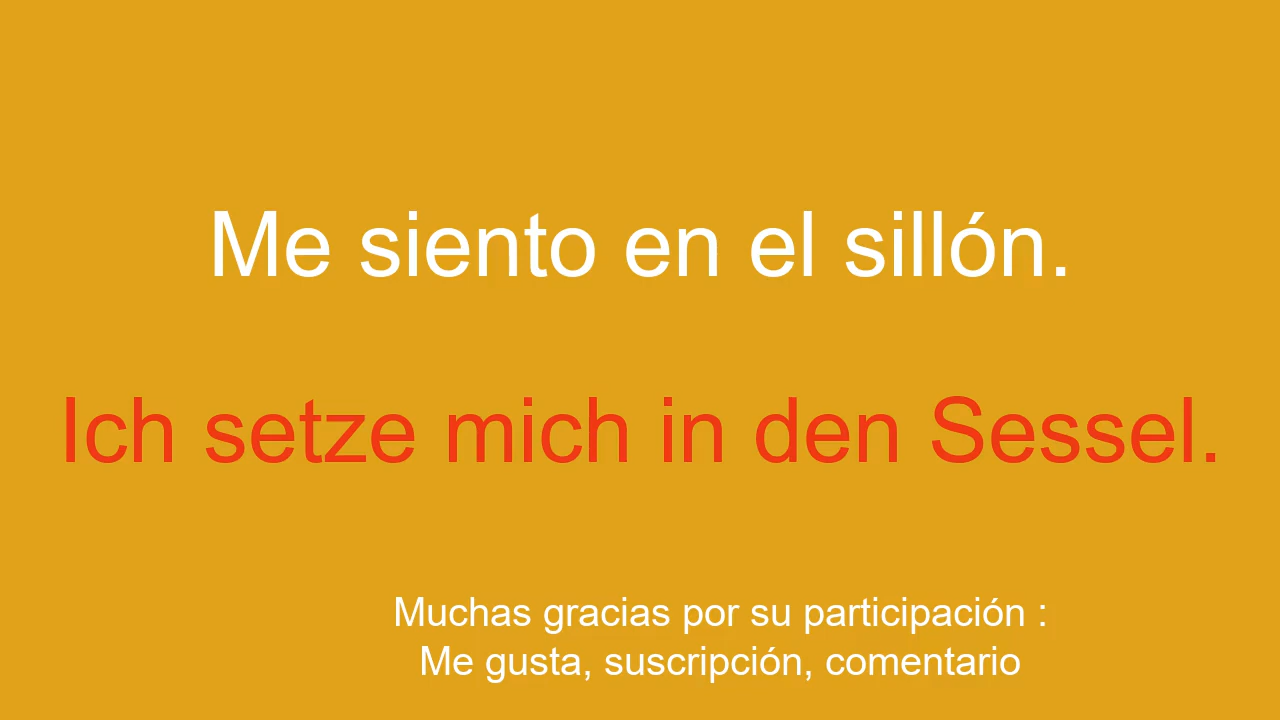 Me siento en el sillón.
Ich setze mich in den Sessel.
Muchas gracias por su participación :
Me gusta, suscripción, comentario